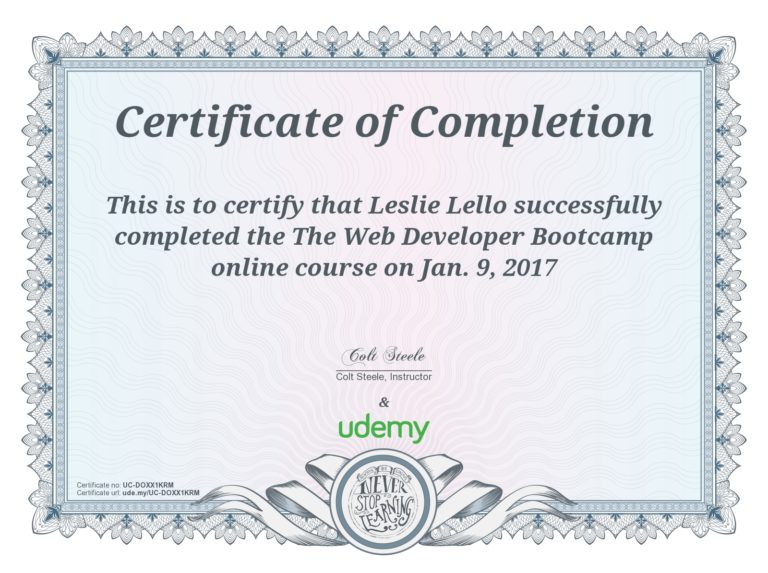 Certificate of Completion
This is to certify that Leslie Lello successfully
completed the The Web Developer Bootcamp
online course on Jan. 9, 2017
Colt Steele
Colt Steele, Instructor
&
udemy
Certificate no: UC-DOXX1KRM
Certificate url: ude.my/UC-DOXX1KRM
NEVER
STOP
LEARNING